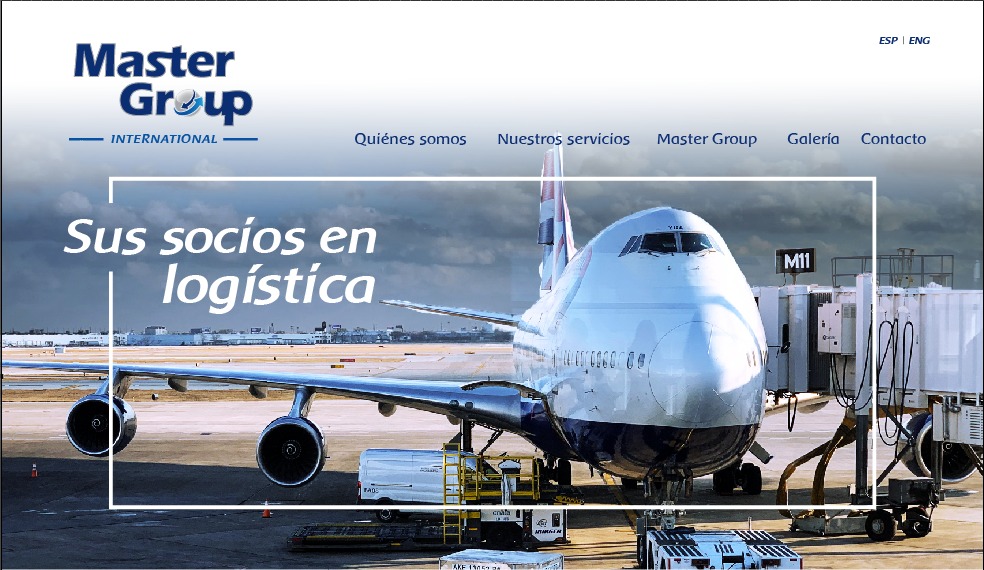 Master
Group
INTERNATIONAL
ESP | ENG
Quiénes somos
Nuestros servicios
Master Group
Galería
Contacto
Sus socios en
logística
M11